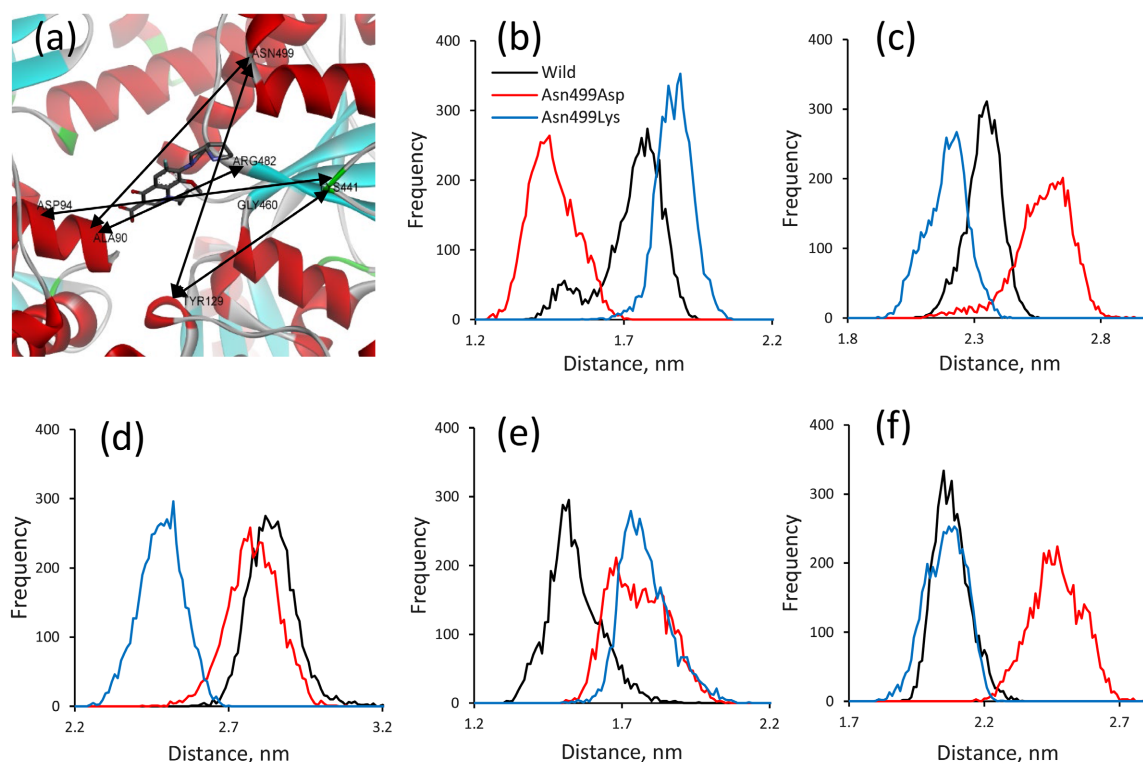 (a)
ASN499
ARG482
S441
GLY460
ASP94
ALA90
TYR129
(b)
400
300
200
100
0
Frequency
Wild
Asn499Asp
Asn499Lys
1.2 1.7 2.2
Distance, nm
(c)
400
300
200
100
0
Frequency
1.8 2.3 2.8
Distance, nm
(d)
400
300
200
100
0
Frequency
2.2 2.7 3.2
Distance, nm
(e)
400
300
200
100
0
Frequency
1.2 1.7 2.2
Distance, nm
(f)
400
300
200
100
0
Frequency
1.7 2.2 2.7
Distance, nm